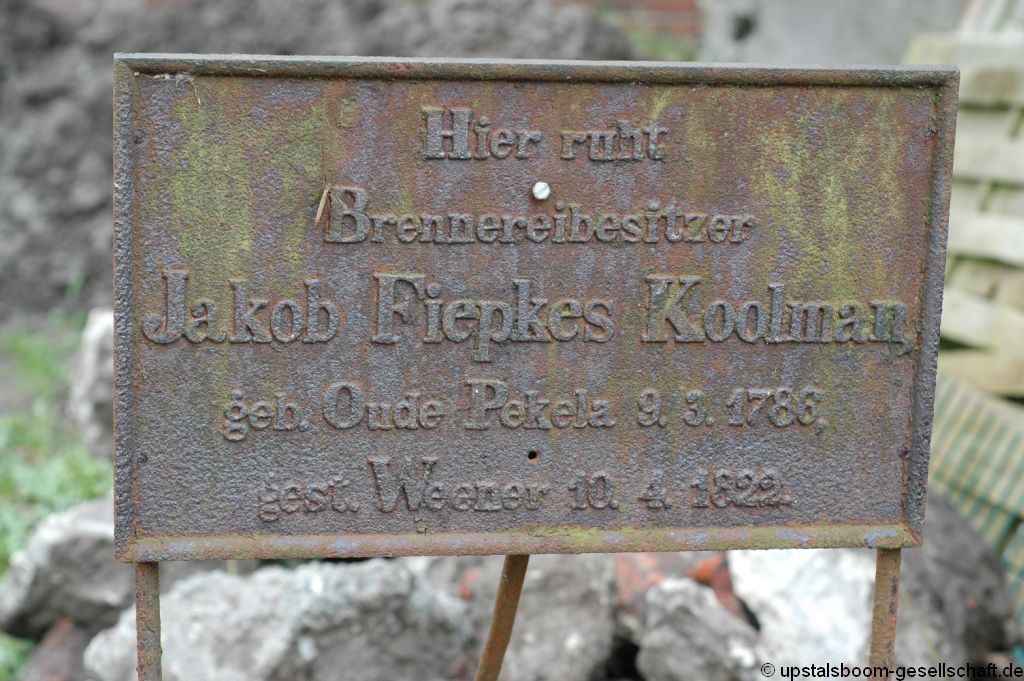 Hier ruht
Brennereibesitzer
Jakob Fiepkes Koolman,
geb. Oude Pekela 9. 3. 1786,
gest. Weener 10. 4. 1822.
© upstalsboom-gesellschaft.de